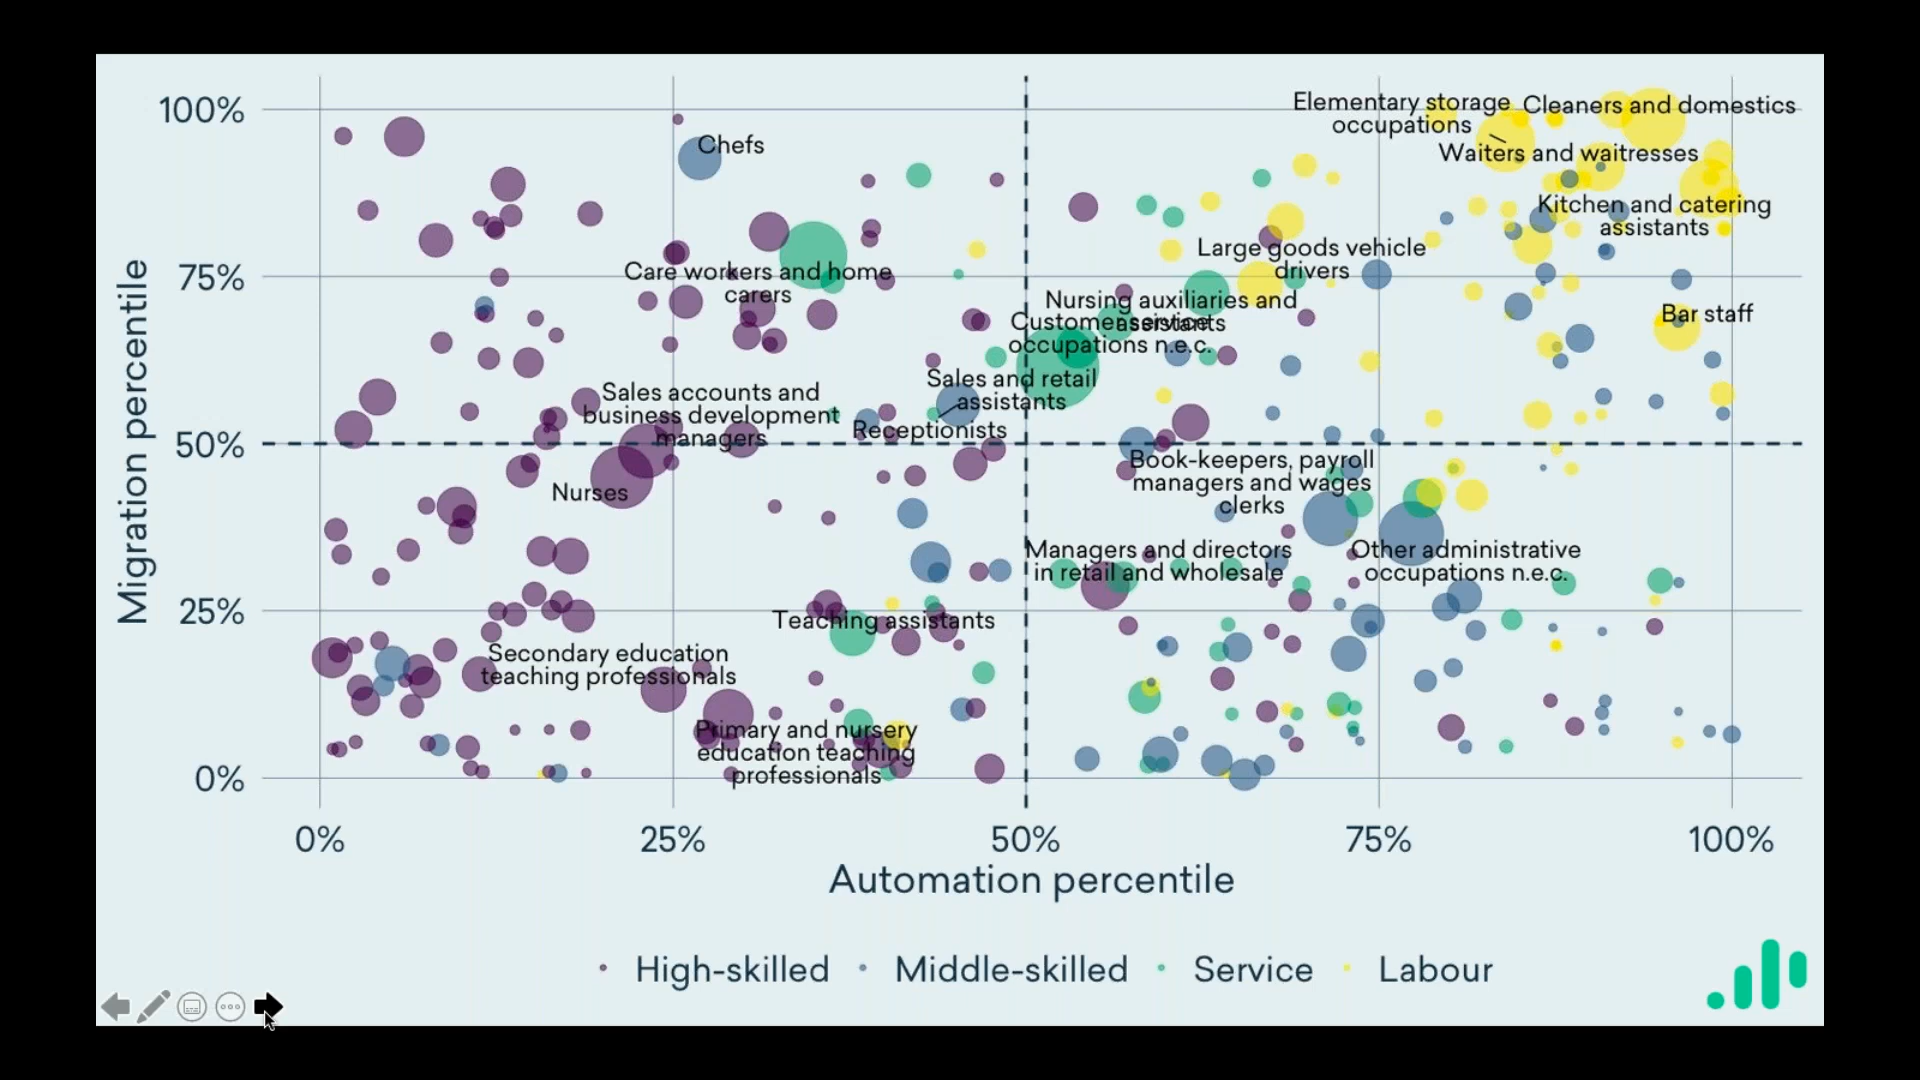 Elementary storage
occupations
Cleaners and domestics
100%
Chefs
Waiters and waitresses
Kitchen and catering
assistants
Large goods vehicle
drivers
Care workers and home
carers
75%
Nursing auxiliaries and
assistants
Customer service
occupations n.e.c.
Bar staff
Sales and retail
assistants
Sales accounts and
business development
managers
Receptionists
50%
Nurses
Book-keepers, payroll
managers and wages
clerks
Managers and directors
in retail and wholesale
Other administrative
occupations n.e.c.
25%
Teaching assistants
Secondary education
teaching professionals
Primary and nursery
education teaching
professionals
0%
Migration percentile
0% 25% 50% 75% 100%
Automation percentile
High-skilled Middle-skilled Service Labour